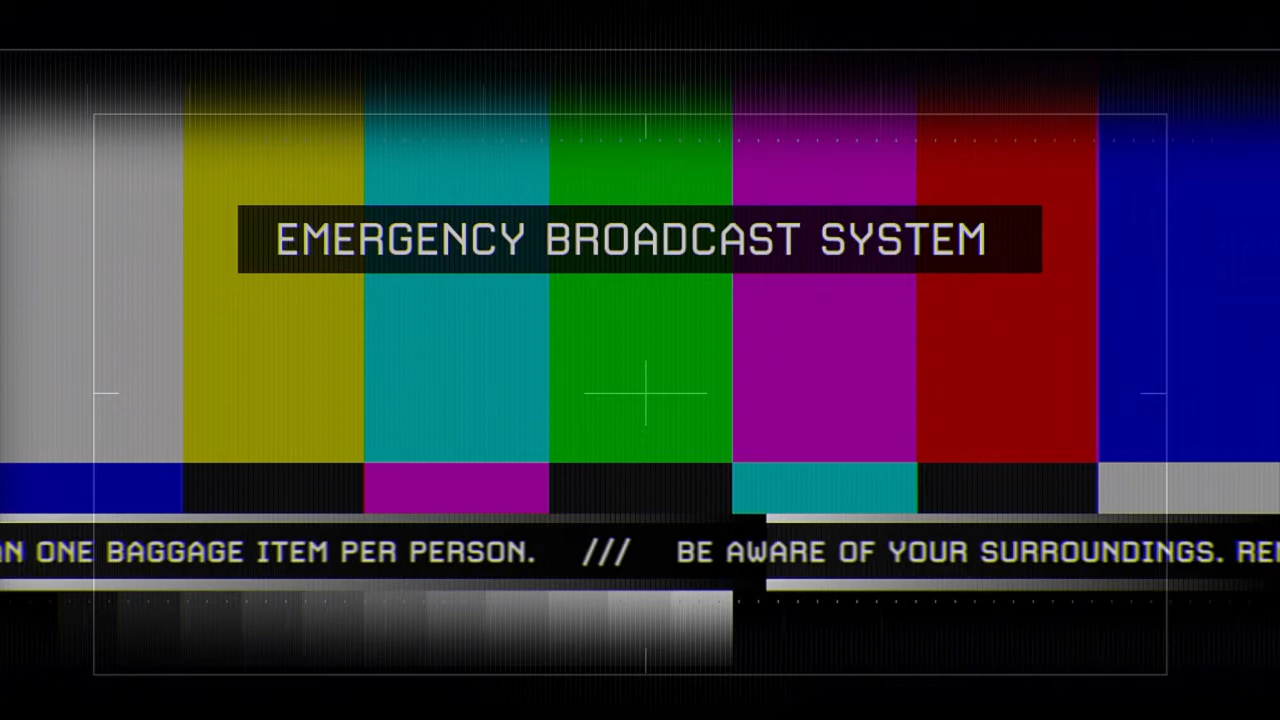 EMERGENCY BROADCAST SYSTEM
ONE BAGGAGE ITEM PER PERSON. /// BE AWARE OF YOUR SURROUNDINGS.